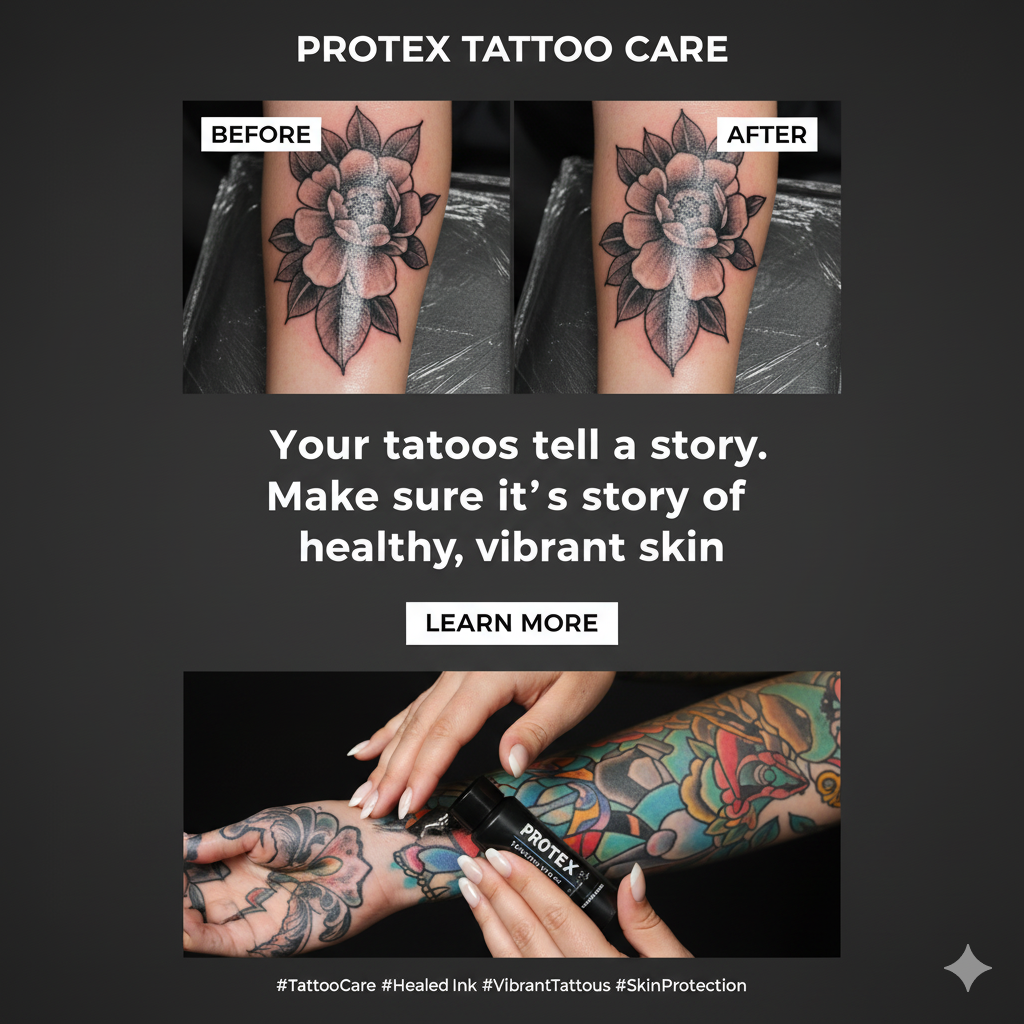 PROTEX TATTOO CARE
BEFORE
AFTER
Your tatoos tell a story.
Make sure it's story of
healthy, vibrant skin
LEARN MORE
PROTEX
#TattooCare #Healed Ink #VibrantTattous #SkinProtection